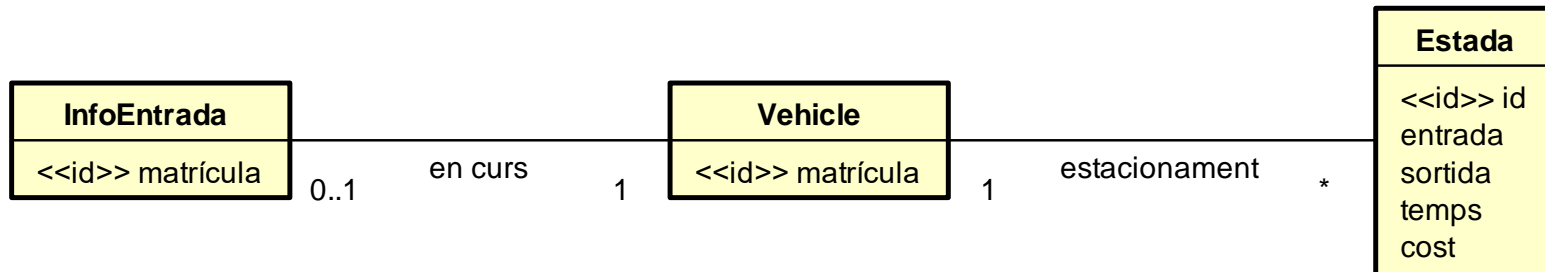 InfoEntrada
<<id>> matrícula
0..1
en curs
1
Vehicle
<<id>> matrícula
1
estacionament
*
Estada
<<id>> id
entrada
sortida
temps
cost